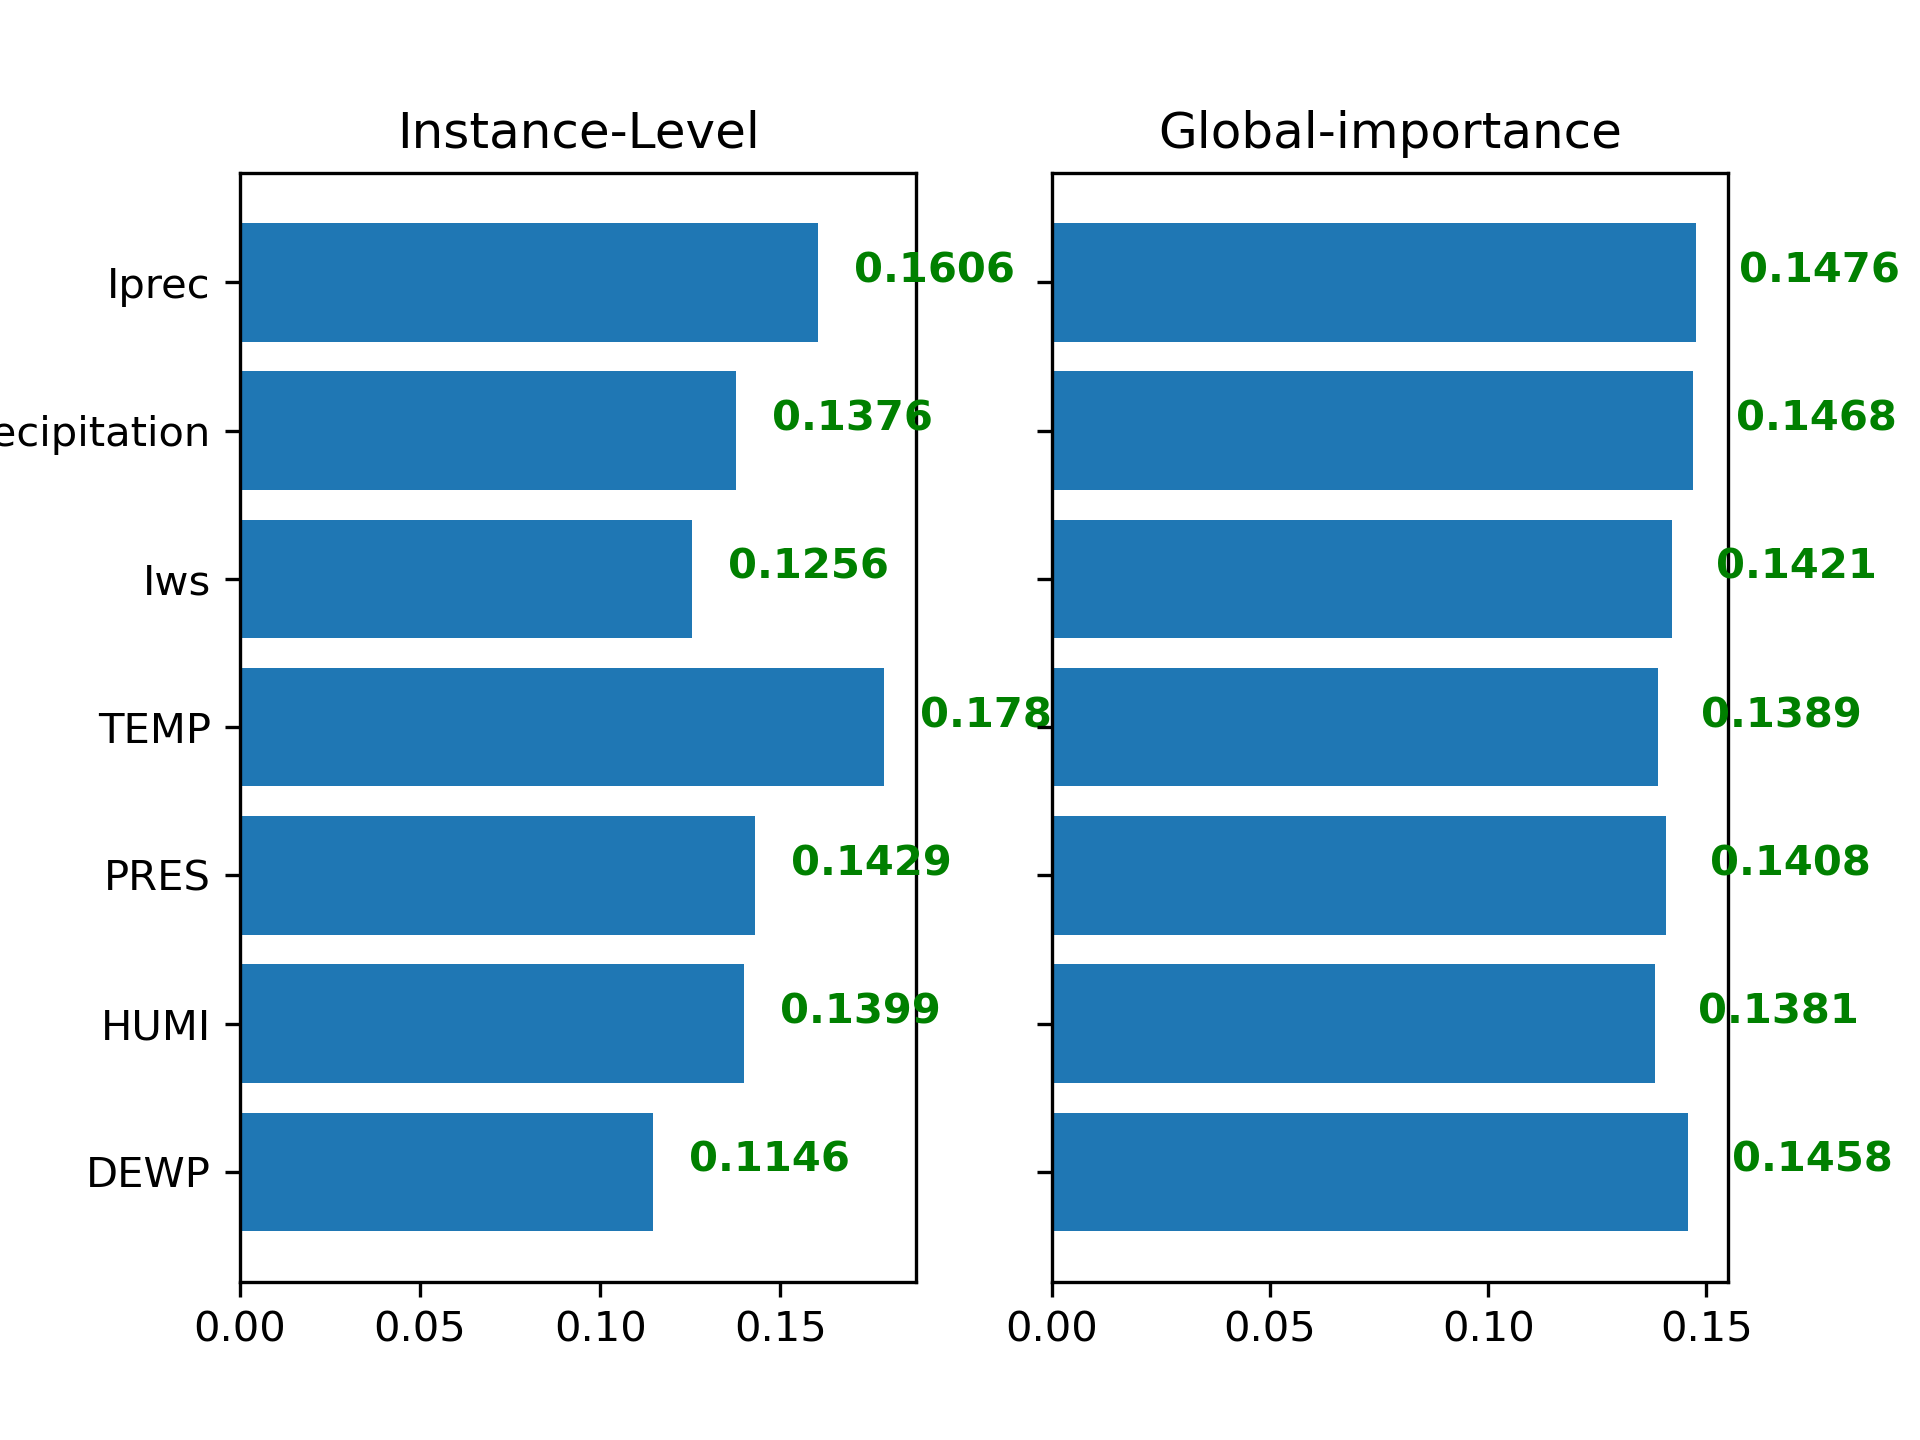 Instance-Level Global-importance
Iprec 0.1606 0.1476
ecipitation 0.1376 0.1468
Iws 0.1256 0.1421
TEMP 0.178 0.1389
PRES 0.1429 0.1408
HUMI 0.1399 0.1381
DEWP 0.1146 0.1458
0.00 0.05 0.10 0.15 0.00 0.05 0.10 0.15